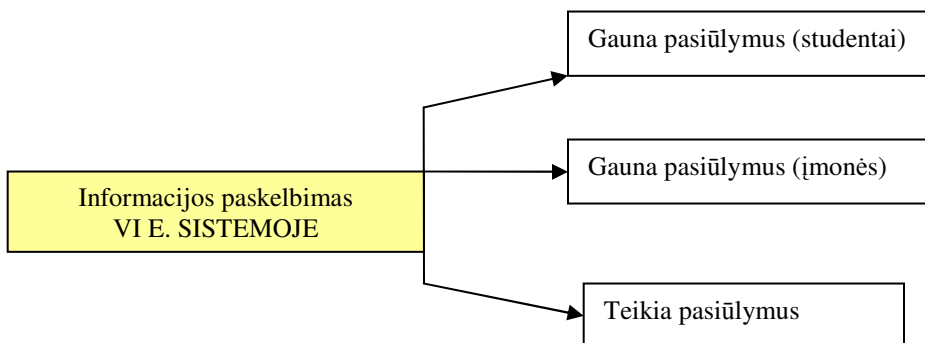 Gauna pasiūlymus (studentai)
Gauna pasiūlymus (įmonės)
Informacijos paskelbimas
VI E. SISTEMOJE
Teikia pasiūlymus